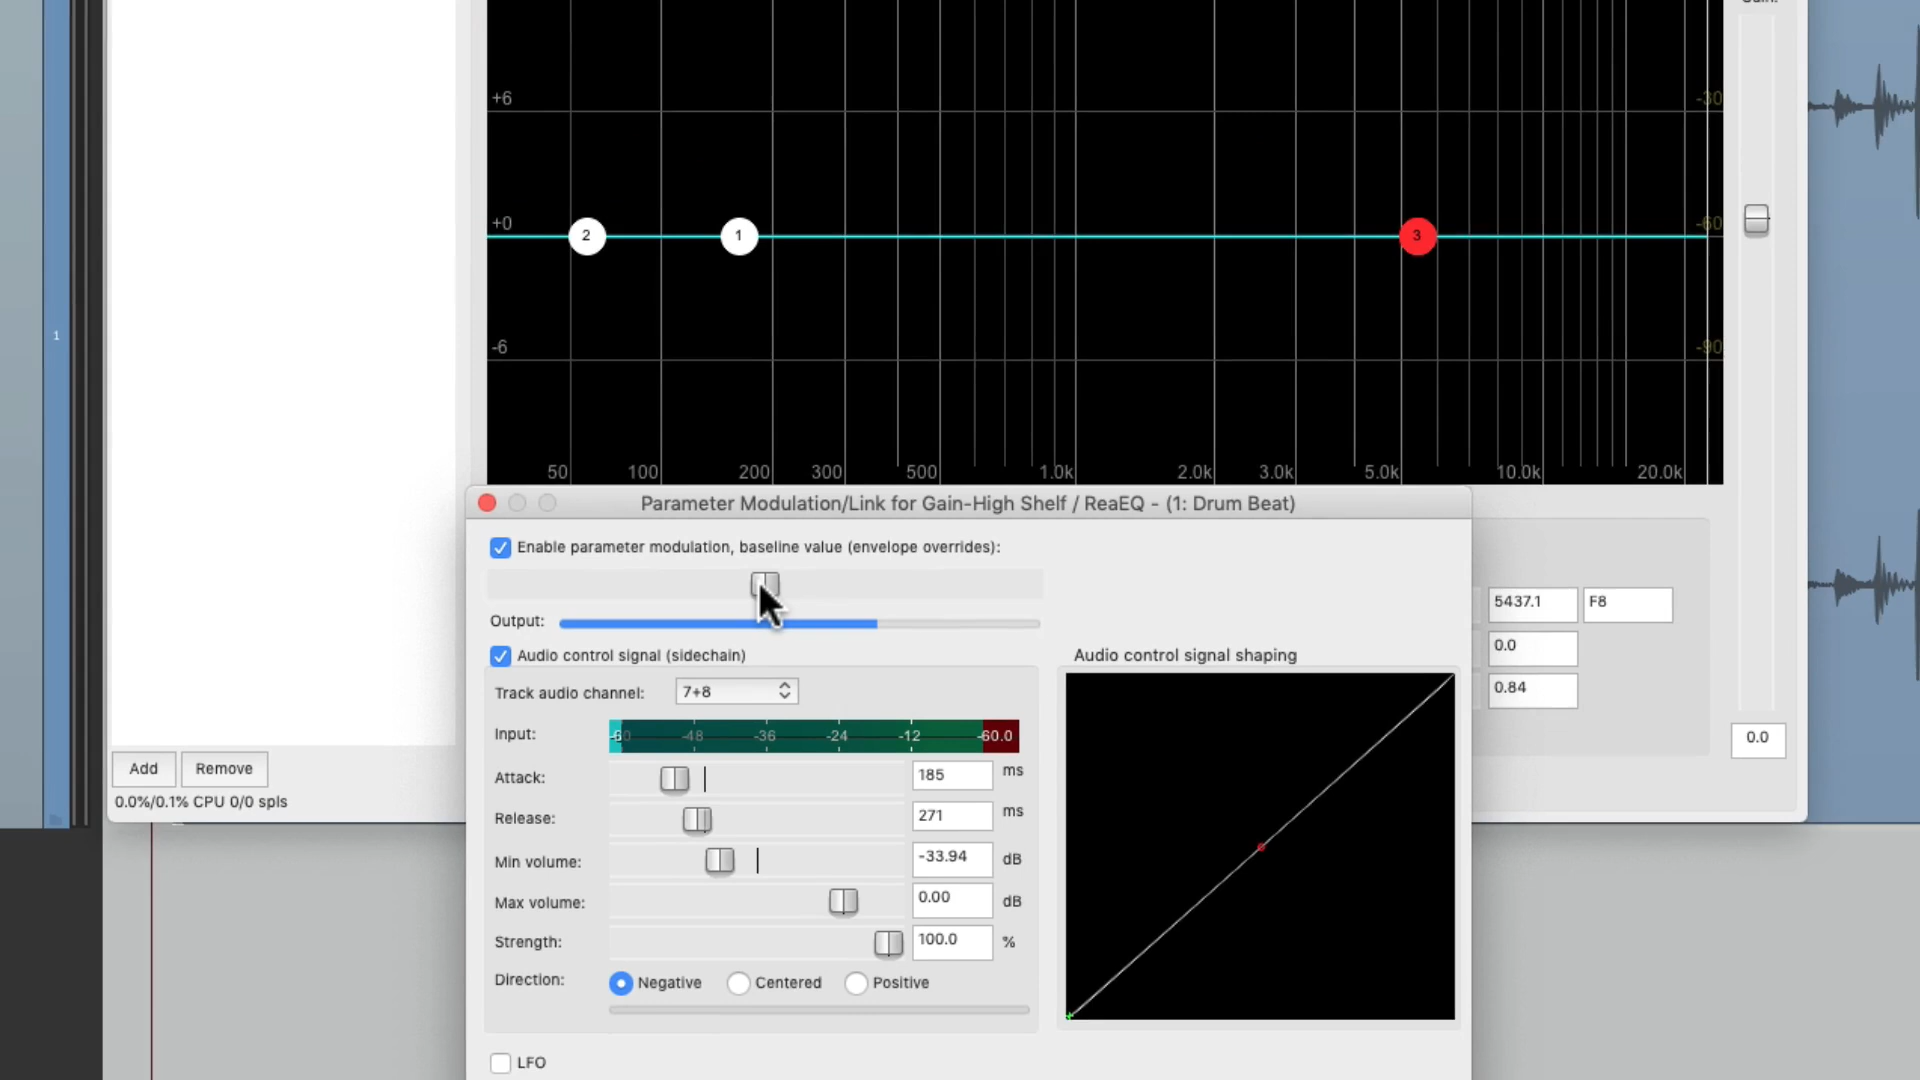 +6
-30
+0
-60
2
1
3
1
-6
-90
50 100 200 300 500 1.0k 2.0k 3.0k 5.0k 10.0k 20.0k
Parameter Modulation/Link for Gain-High Shelf / ReaEQ - (1: Drum Beat)
Enable parameter modulation, baseline value (envelope overrides):
Output:
5437.1 F8
0.0
0.84
0.0
Audio control signal (sidechain)
Audio control signal shaping
Track audio channel: 7+8
Input: -60 -48 -36 -24 -12 -60.0
Attack: 185 ms
Release: 271 ms
Min volume: -33.94 dB
Max volume: 0.00 dB
Strength: 100.0 %
Direction: Negative Centered Positive
LFO
Add Remove
0.0%/0.1% CPU 0/0 spls